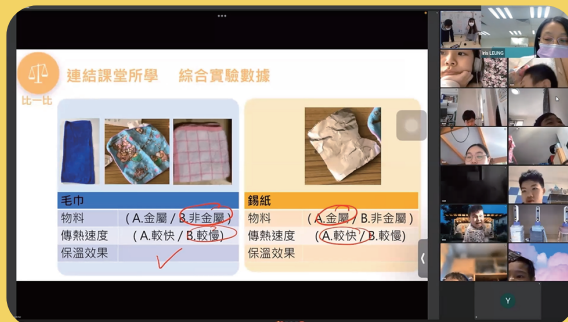 比一比
連結課堂所學 綜合實驗數據
毛巾
物料 (A.金屬 / B.非金屬)
傳熱速度 (A.較快 / B.較慢)
保溫效果
錫紙
物料 (A.金屬 / B.非金屬)
傳熱速度 (A.較快 / B.較慢)
保溫效果
Iris LEUNG
Y